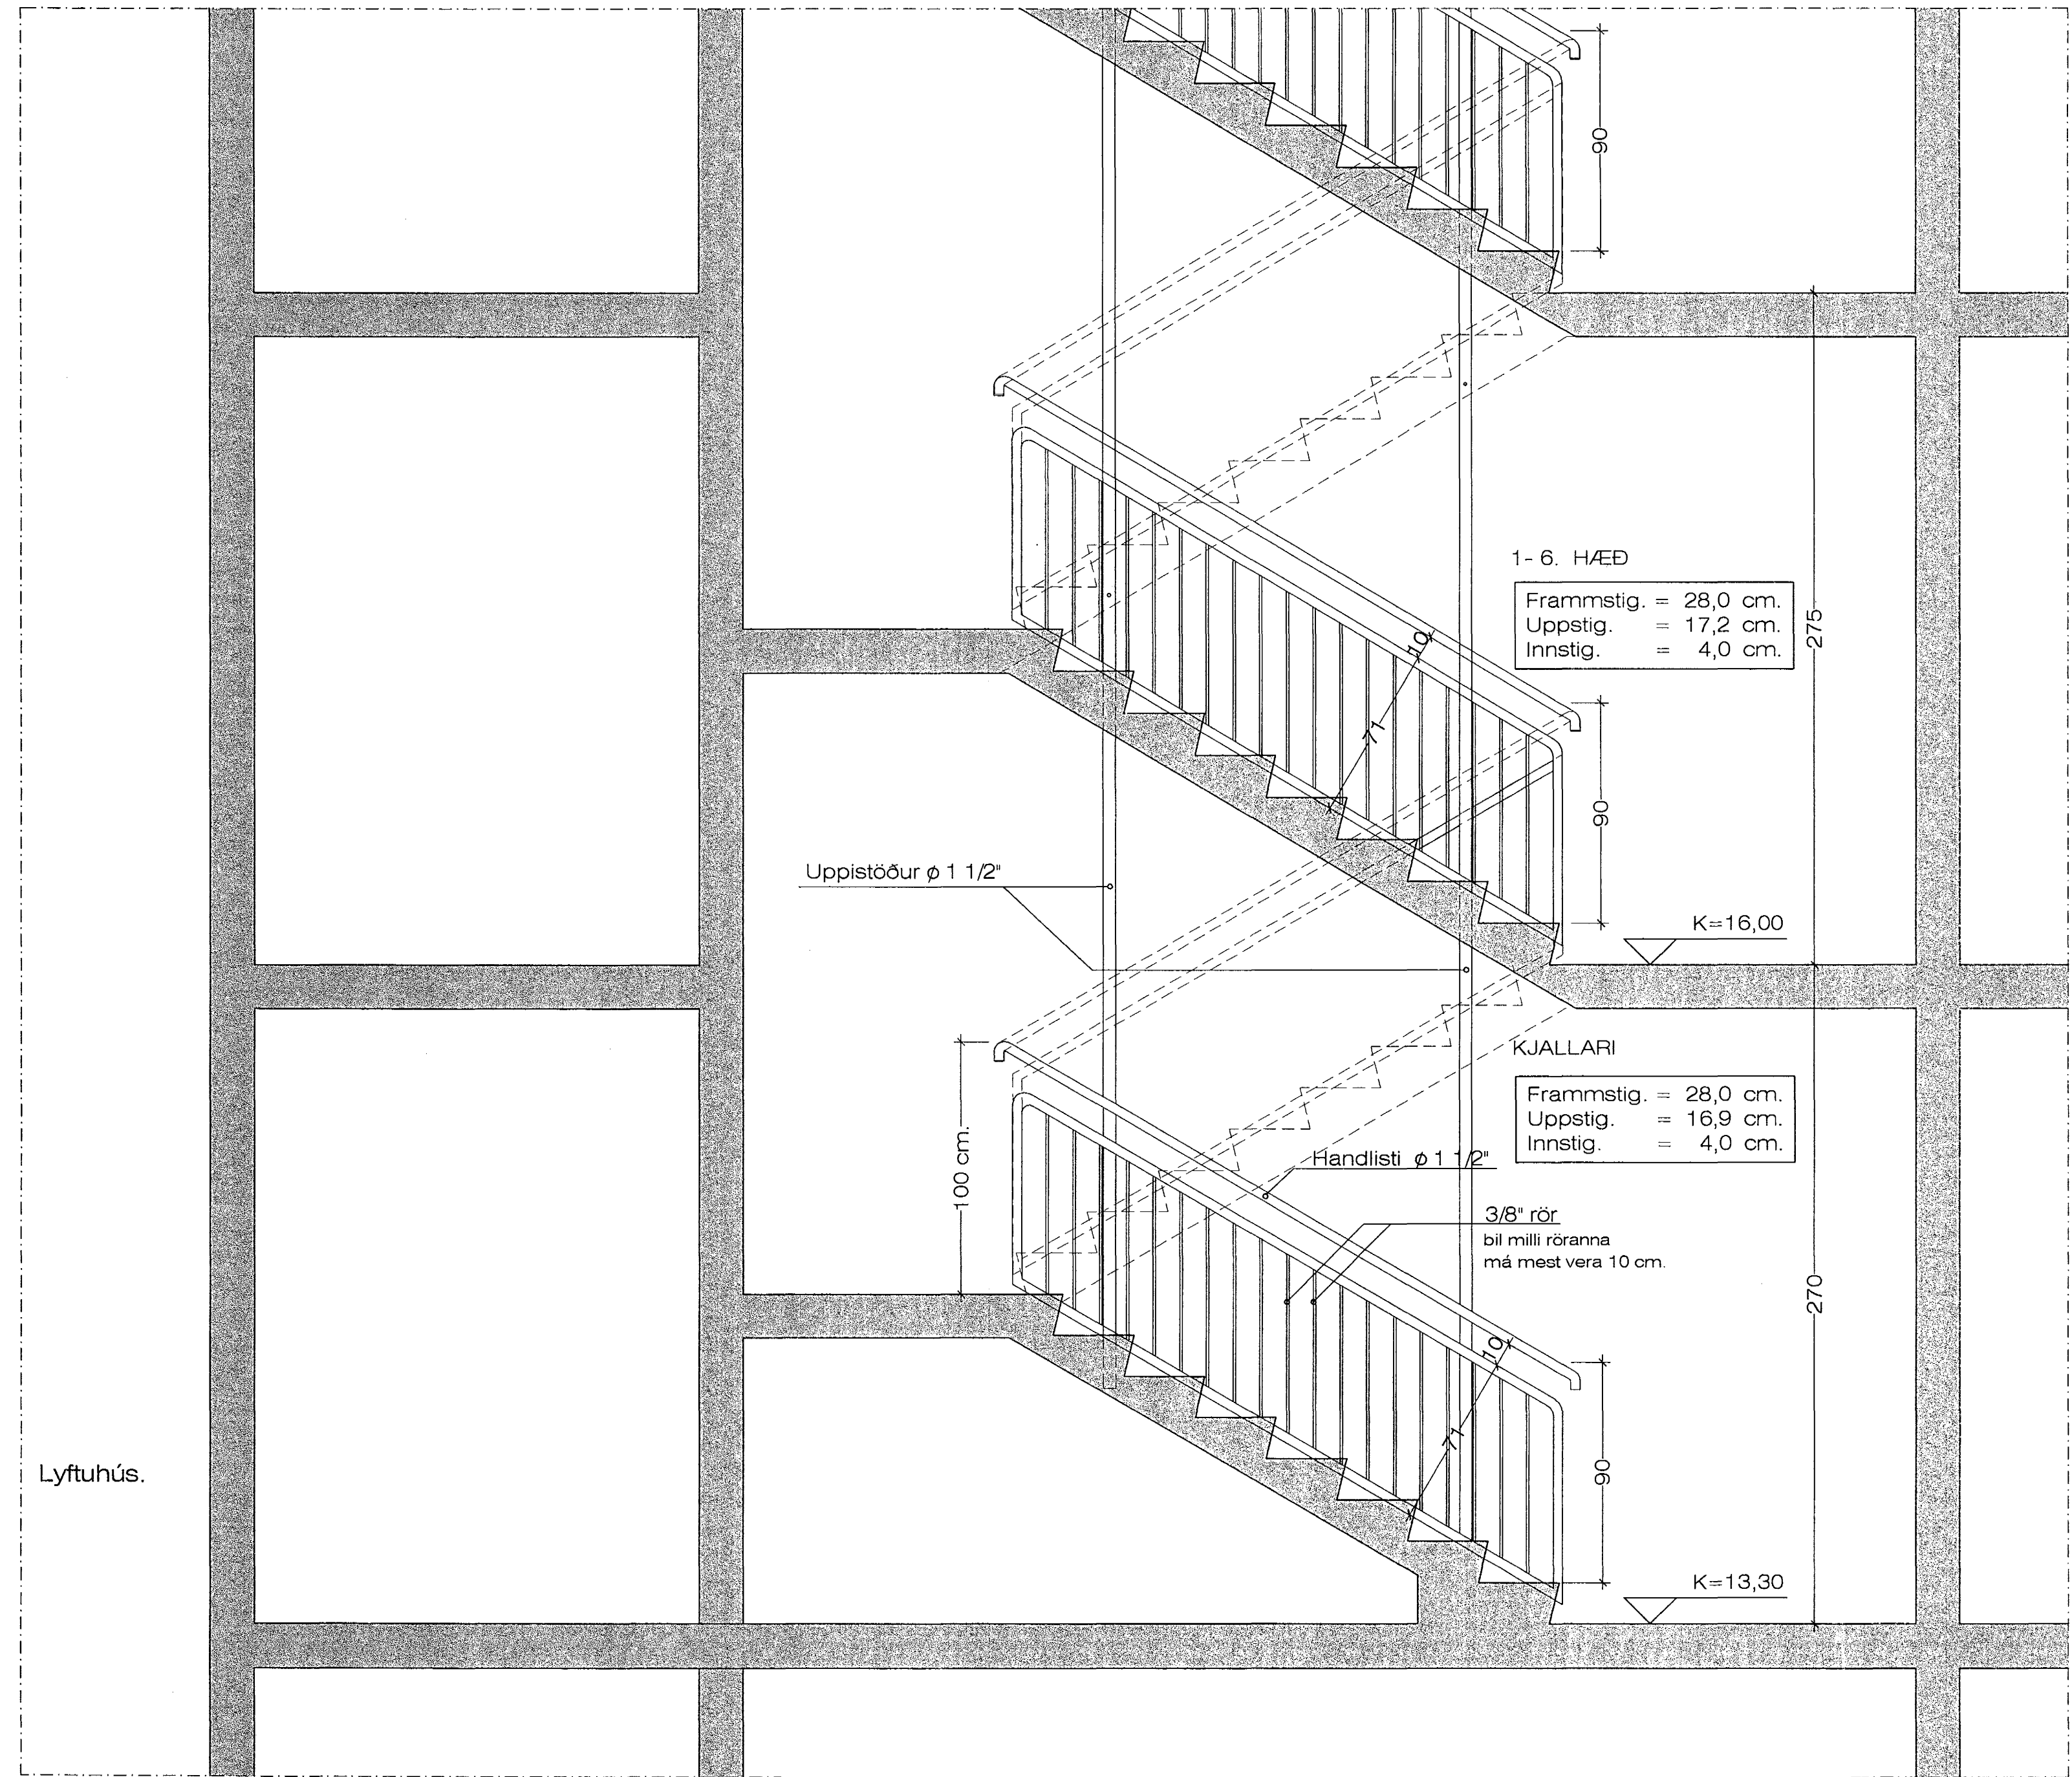 90
1- 6. HÆÐ
Frammstig. = 28,0 cm.
Uppstig. = 17,2 cm.
Innstig. = 4,0 cm.
275
10
71
90
Uppistöður ø 1 1/2"
K=16,00
KJALLARI
Frammstig. = 28,0 cm.
Uppstig. = 16,9 cm.
Innstig. = 4,0 cm.
100 cm.
Handlisti ø 1 1/2"
3/8" rör
bil milli röranna
má mest vera 10 cm.
270
10
71
90
Lyftuhús.
K=13,30